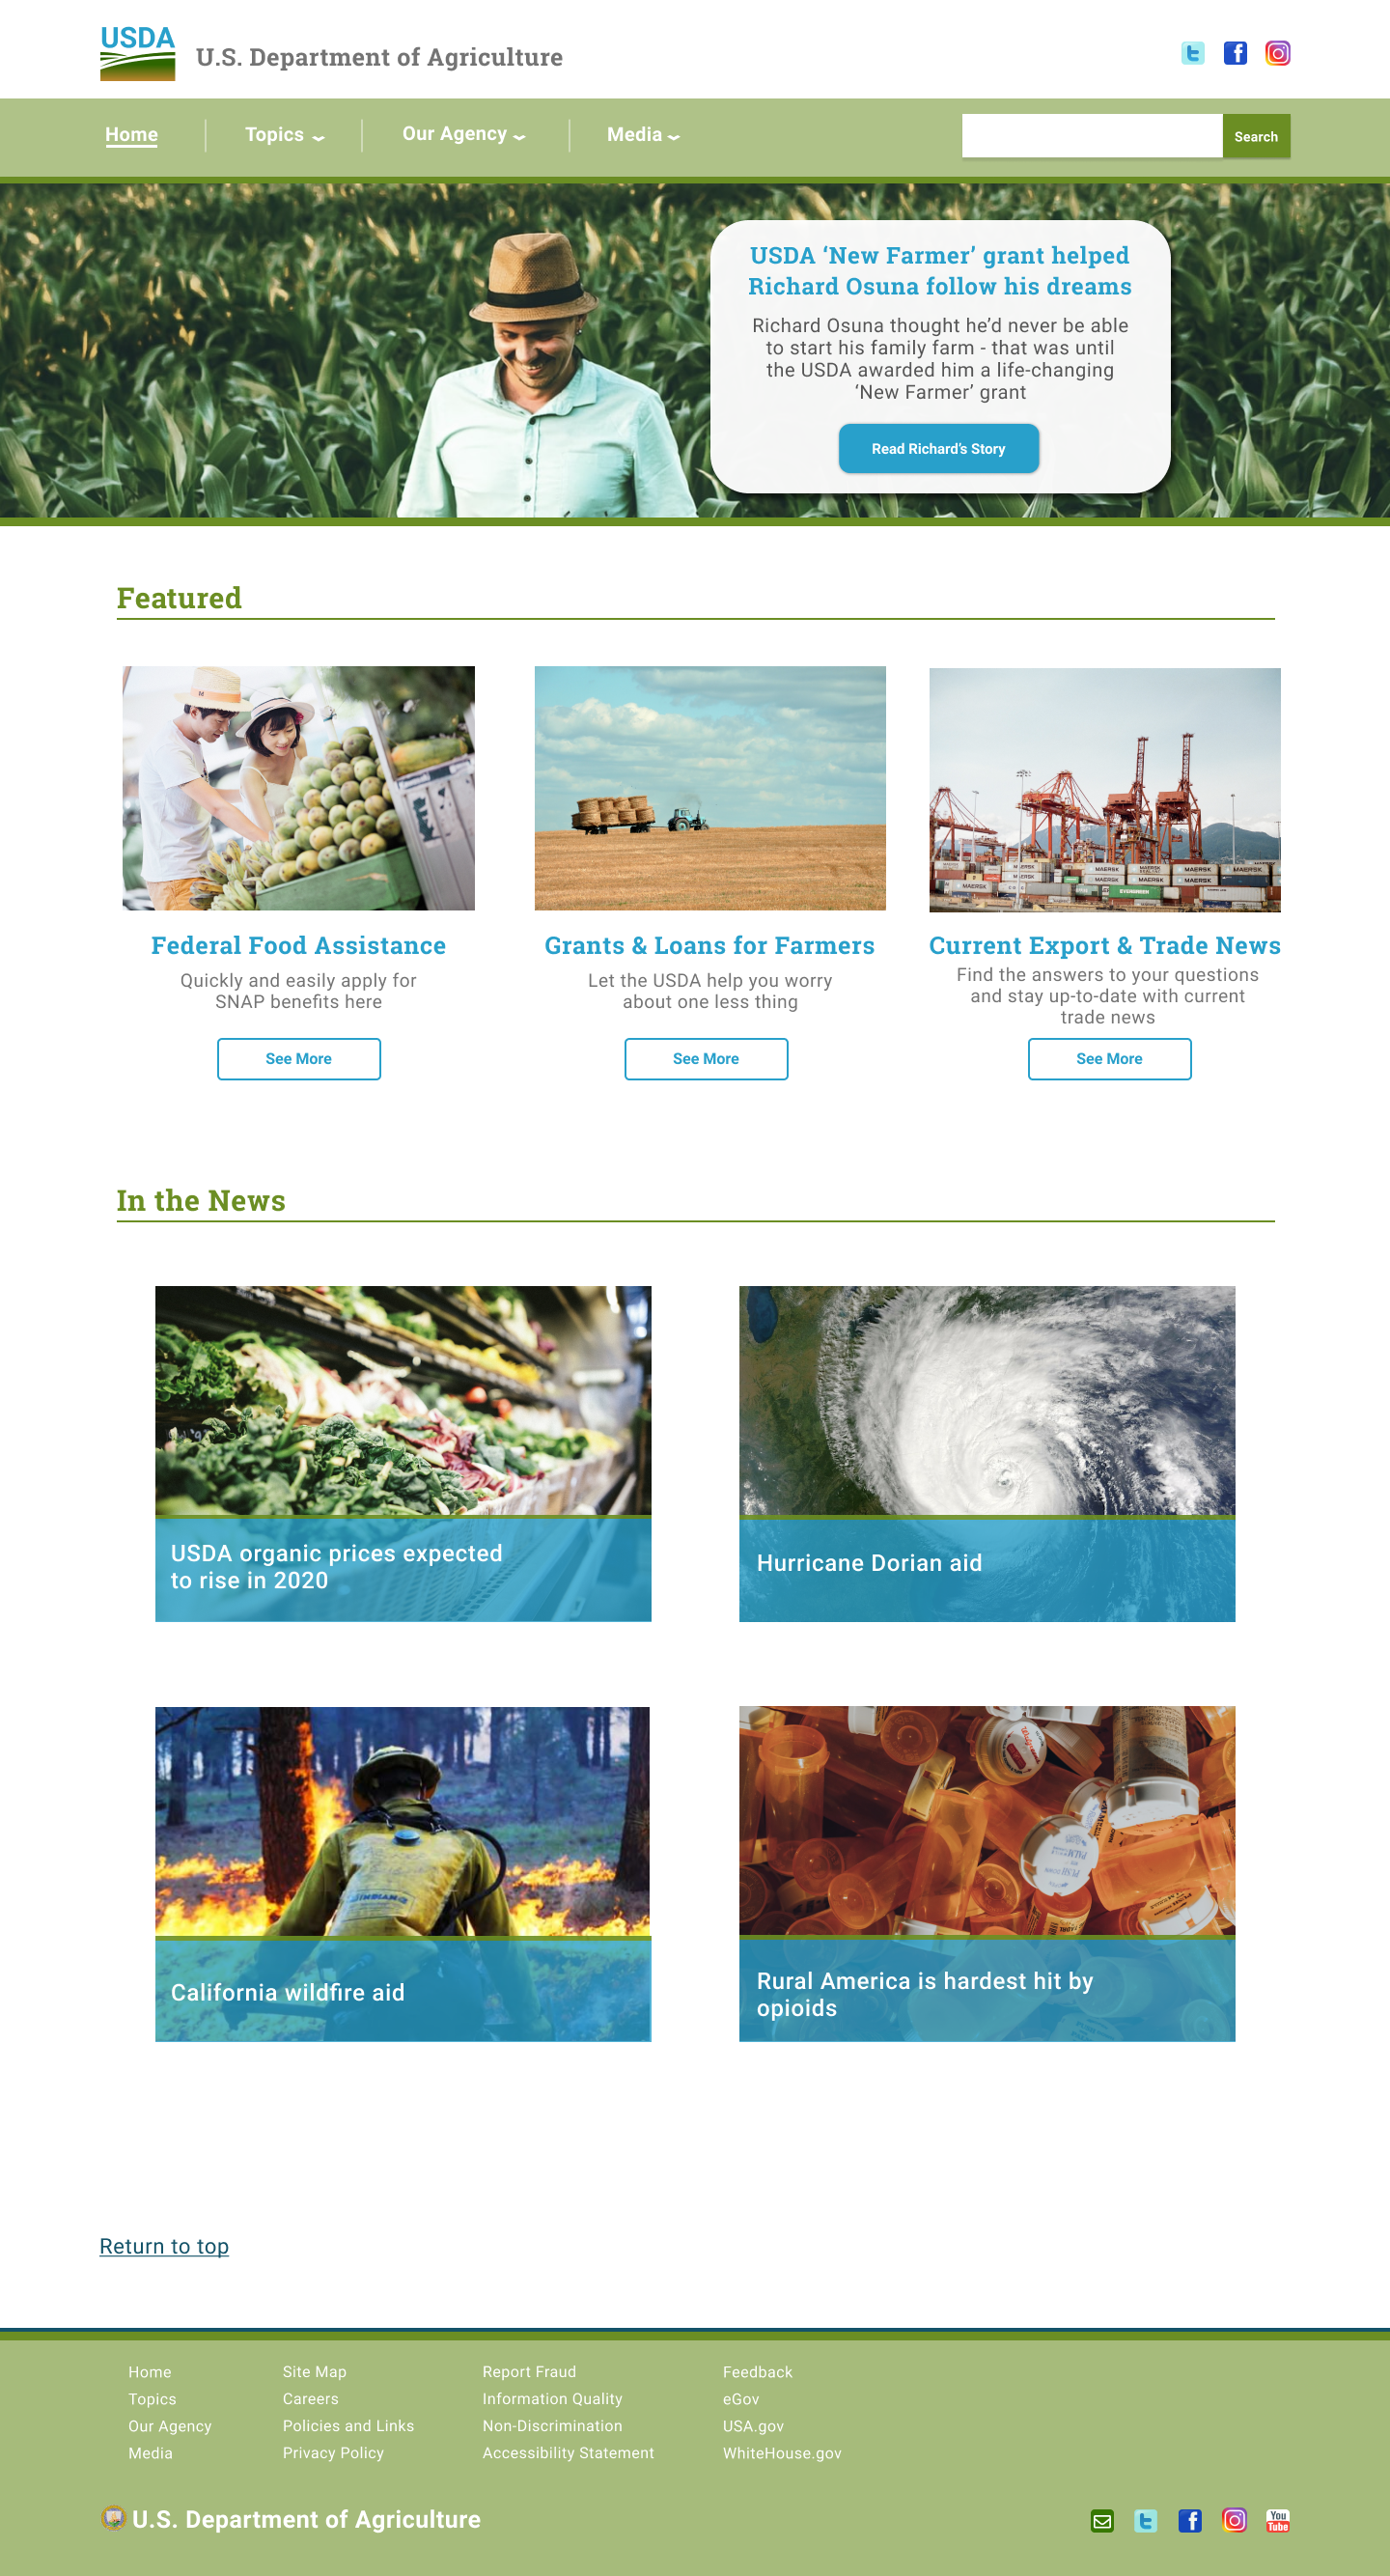 USDA
U.S. Department of Agriculture
Home
Topics
Our Agency
Media
Search
USDA ‘New Farmer’ grant helped
Richard Osuna follow his dreams
Richard Osuna thought he’d never be able
to start his family farm - that was until
the USDA awarded him a life-changing
‘New Farmer’ grant
Read Richard’s Story
Featured
MAERSK
MAERSK
MAERSK
MAERSK
MAERSK
MAERSK
EVERGREEN
Federal Food Assistance
Quickly and easily apply for
SNAP benefits here
See More
Grants & Loans for Farmers
Let the USDA help you worry
about one less thing
See More
Current Export & Trade News
Find the answers to your questions
and stay up-to-date with current
trade news
See More
In the News
USDA organic prices expected
to rise in 2020
Hurricane Dorian aid
INDIAN
California wildfire aid
Rural America is hardest hit by
opioids
Return to top
Home
Topics
Our Agency
Media
Site Map
Careers
Policies and Links
Privacy Policy
Report Fraud
Information Quality
Non-Discrimination
Accessibility Statement
Feedback
eGov
USA.gov
WhiteHouse.gov
U.S. Department of Agriculture
You
Tube